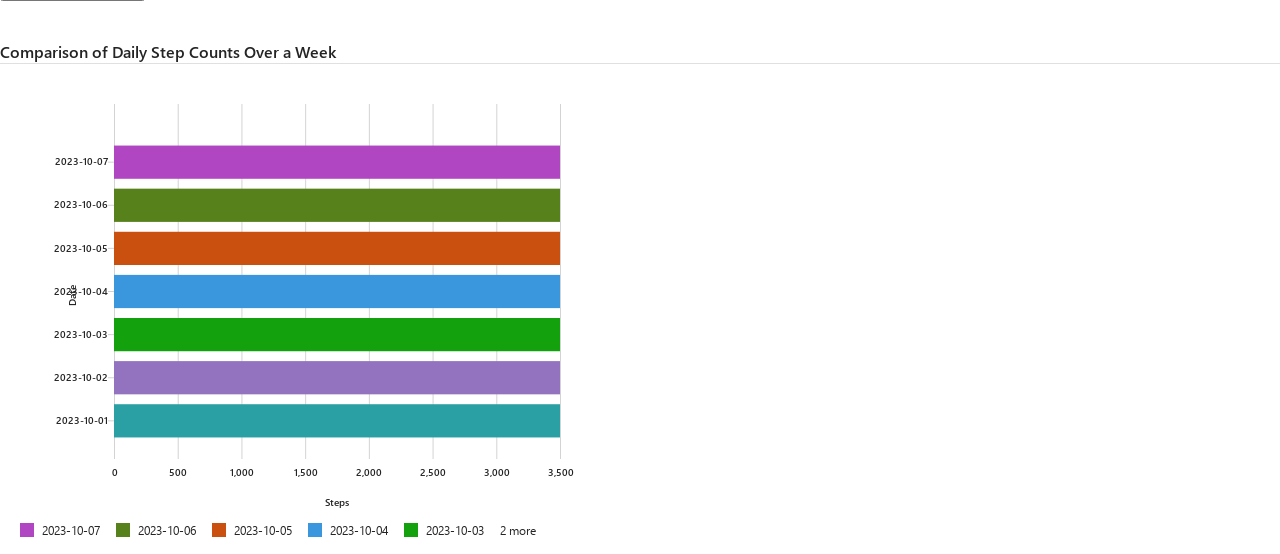 Comparison of Daily Step Counts Over a Week
2023-10-07
2023-10-06
2023-10-05
2023-10-04
Date
2023-10-03
2023-10-02
2023-10-01
0 500 1,000 1,500 2,000 2,500 3,000 3,500
Steps
2023-10-07 2023-10-06 2023-10-05 2023-10-04 2023-10-03 2 more